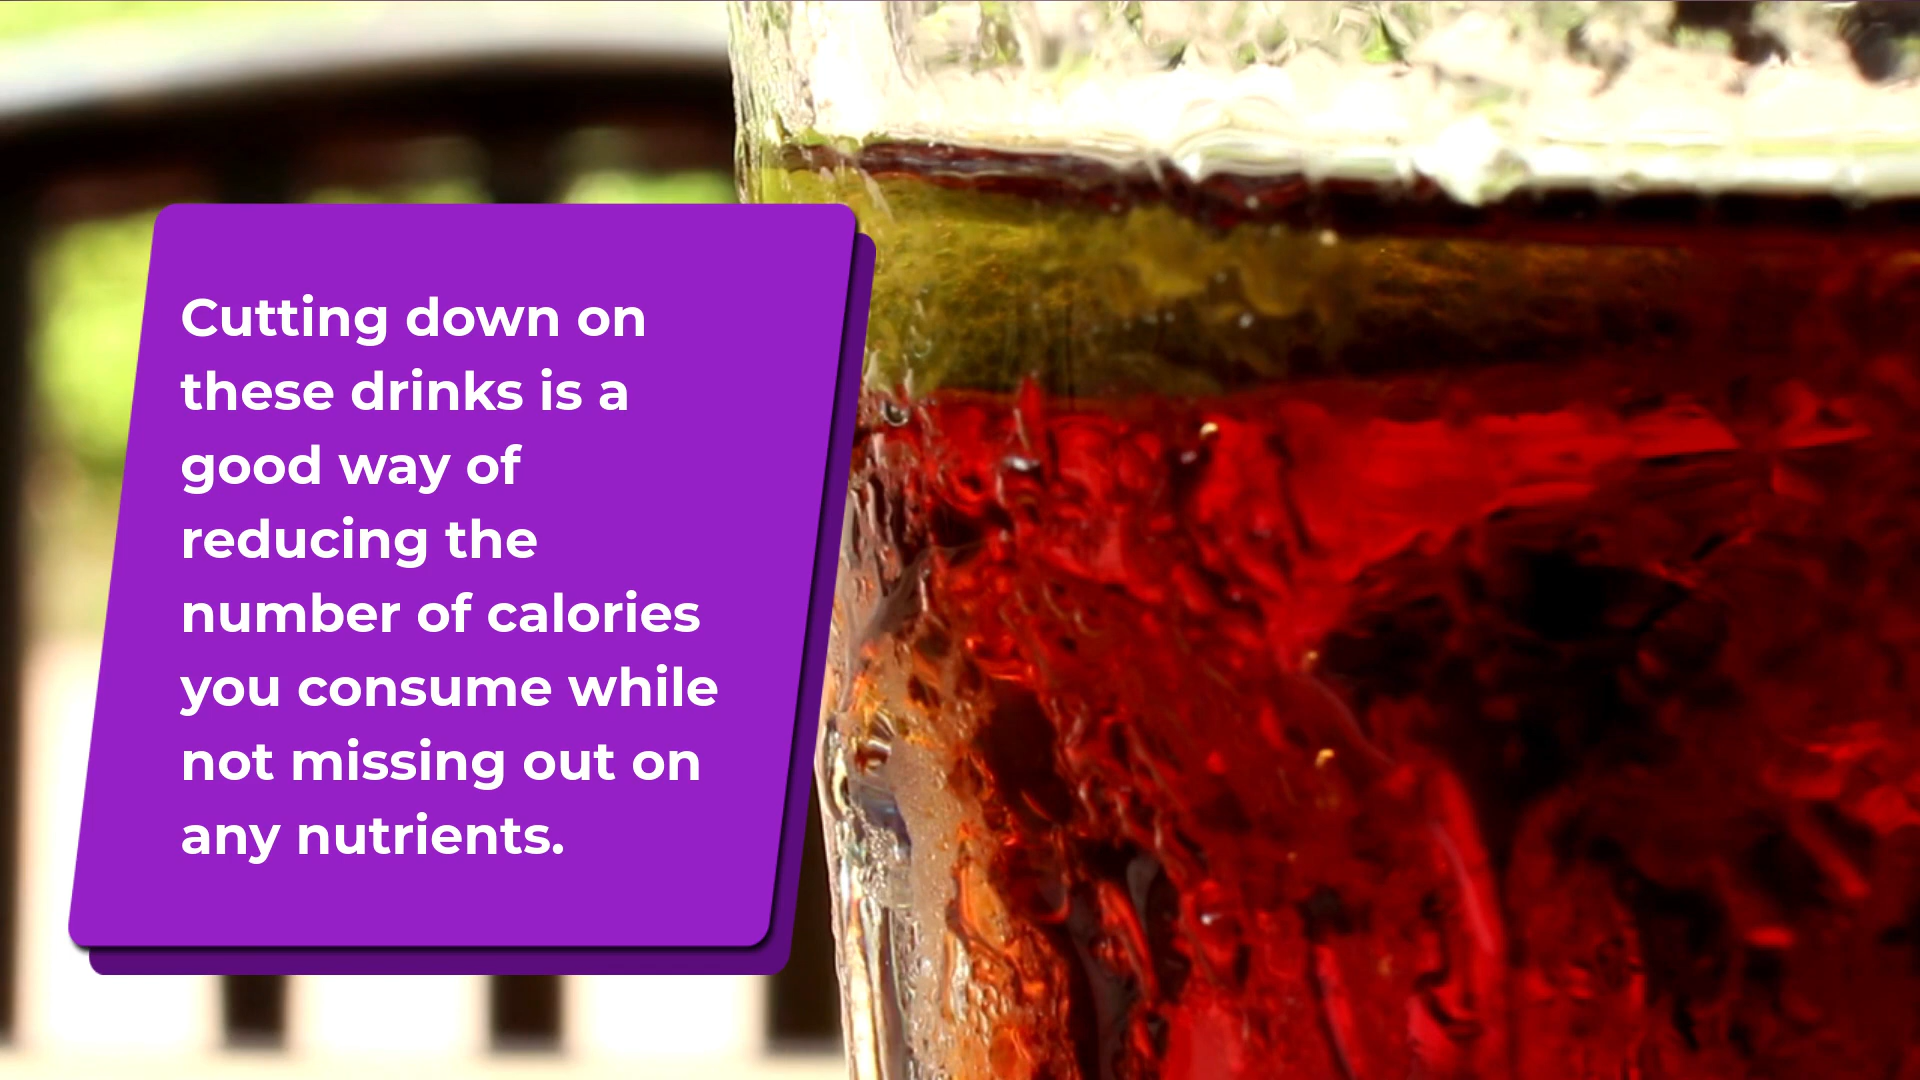 Cutting down on
these drinks is a
good way of
reducing the
number of calories
you consume while
not missing out on
any nutrients.